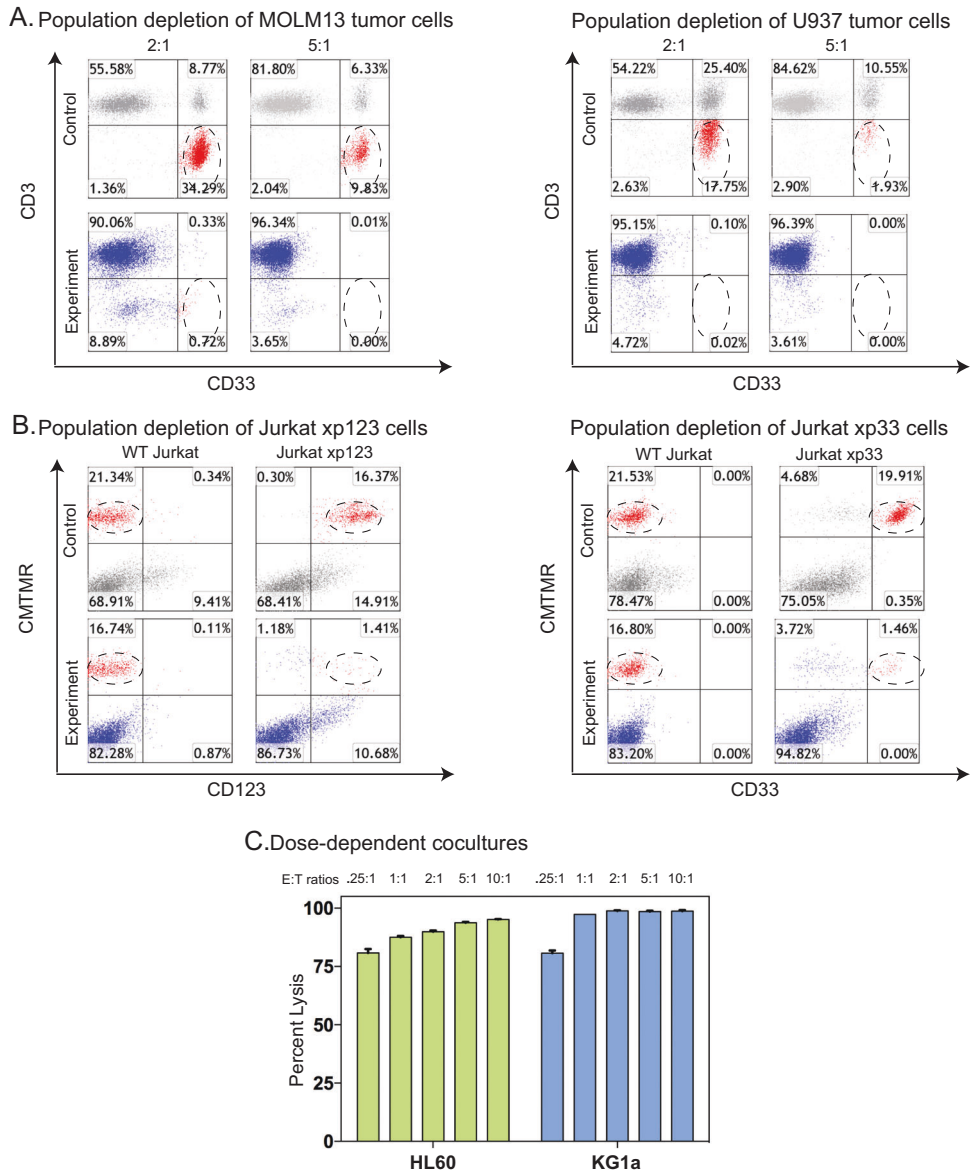 A. Population depletion of MOLM13 tumor cells
2:1 5:1
Control
55.58% 8.77% 81.80% 6.33%
1.36% 34.29% 2.04% 9.83%
CD3
Experiment
90.06% 0.33% 96.34% 0.01%
8.89% 0.72% 3.65% 0.00%
CD33
Population depletion of U937 tumor cells
2:1 5:1
Control
54.22% 25.40% 84.62% 10.55%
2.63% 17.75% 2.90% 1.93%
CD3
Experiment
95.15% 0.10% 96.39% 0.00%
4.72% 0.02% 3.61% 0.00%
CD33
B. Population depletion of Jurkat xp123 cells
WT Jurkat Jurkat xp123
Control
21.34% 0.34% 0.30% 16.37%
68.91% 9.41% 68.41% 14.91%
CMTMR
Experiment
16.74% 0.11% 1.18% 1.41%
82.28% 0.87% 86.73% 10.68%
CD123
Population depletion of Jurkat xp33 cells
WT Jurkat Jurkat xp33
Control
21.53% 0.00% 4.68% 19.91%
78.47% 0.00% 75.05% 0.35%
CMTMR
Experiment
16.80% 0.00% 3.72% 1.46%
83.20% 0.00% 94.82% 0.00%
CD33
C. Dose-dependent cocultures
E:T ratios .25:1 1:1 2:1 5:1 10:1 .25:1 1:1 2:1 5:1 10:1
Percent Lysis
100
75
50
25
0
HL60 KG1a